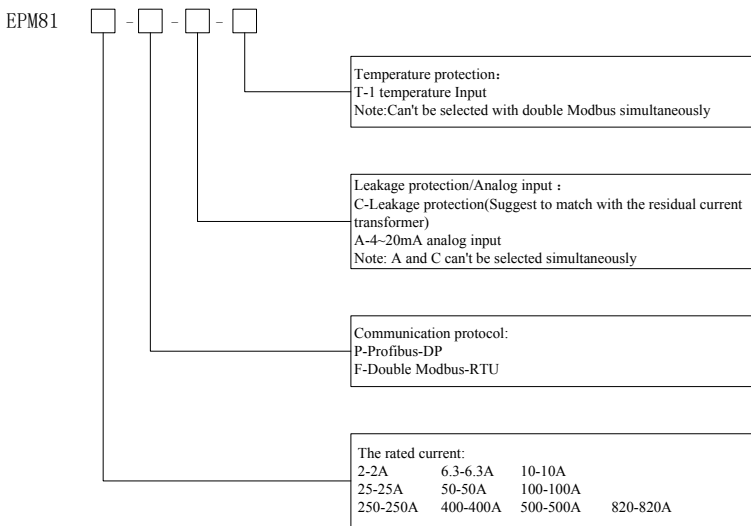 EPM81 □ - □ - □ - □
Temperature protection：
T-1 temperature Input
Note:Can't be selected with double Modbus simultaneously
Leakage protection/Analog input：
C-Leakage protection(Suggest to match with the residual current
transformer)
A-4~20mA analog input
Note: A and C can't be selected simultaneously
Communication protocol:
P-Profibus-DP
F-Double Modbus-RTU
The rated current:
2-2A 6.3-6.3A 10-10A
25-25A 50-50A 100-100A
250-250A 400-400A 500-500A 820-820A